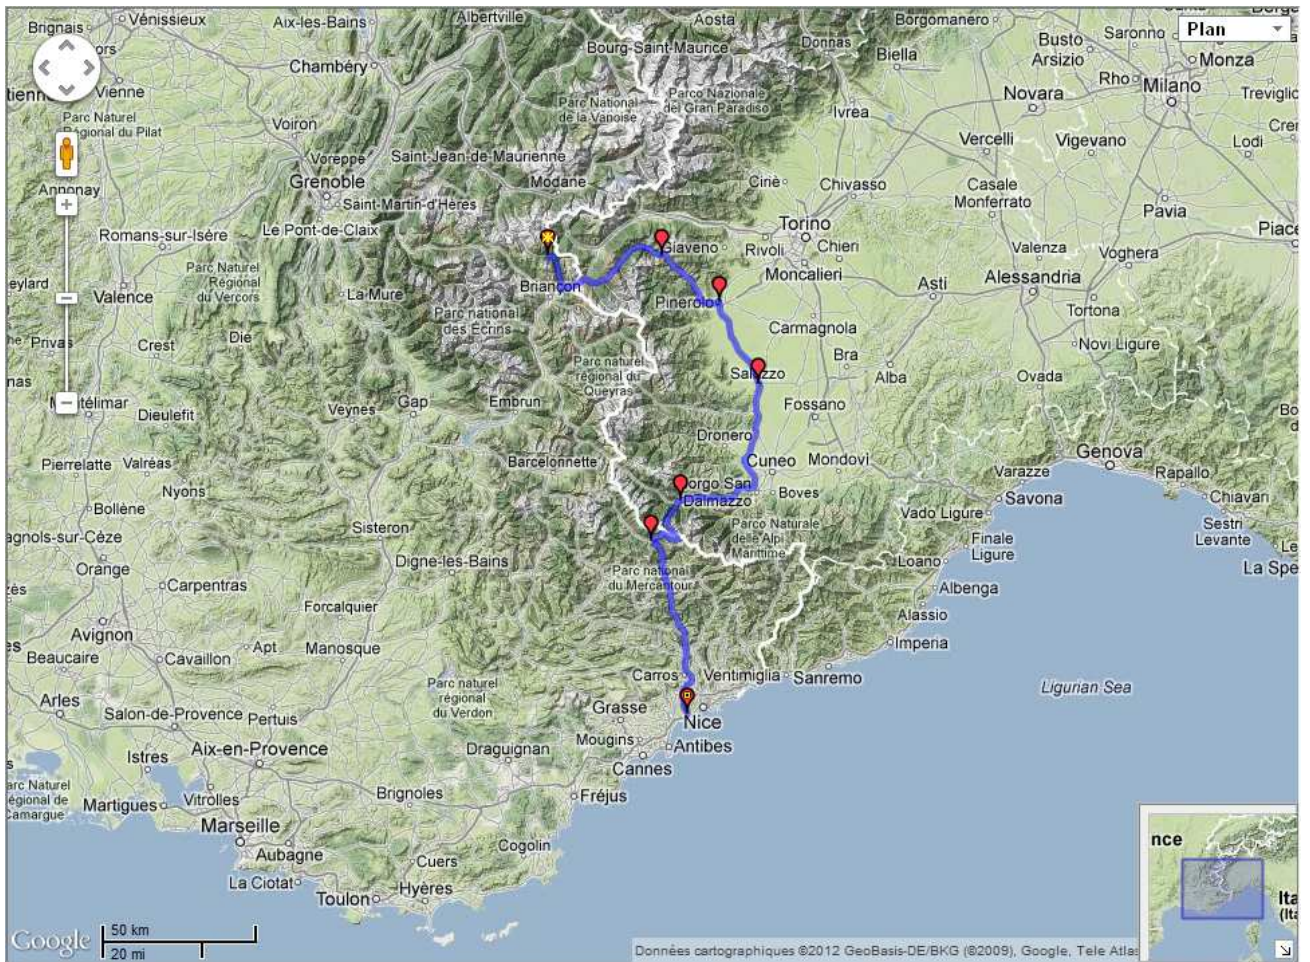 Brignais
Vénissieux
Aix-les-Bains
Albertville
Aosta
Borgomanero
Plan
Bourg-Saint-Maurice
Donnas
Biella
Busto
Arsizio
Saronno
Monza
Chambéry
Vienne
Parc National
de la Vanoise
Parco Nazionale
del Gran Paradiso
Ivrea
Novara
Rho
Milano
Treviglio
Parc Naturel
Régional du Pilat
Voiron
Voreppe
Saint-Jean-de-Maurienne
Modane
Vercelli
Vigevano
Lodi
Annonay
Grenoble
Saint-Martin-d'Hères
Ciriè
Chivasso
Casale
Monferrato
Pavia
Romans-sur-Isère
Le Pont-de-Claix
Giaveno
Rivoli
Torino
Chieri
Moncalieri
Valenza
Voghera
Parc Naturel
Régional
du Vercors
La-Mure
Briançon
Valence
Pinerolo
Asti
Alessandria
Tortona
Parc national
des Écrins
Carmagnola
Novi Ligure
Privas
Crest
Die
Parc naturel
régional du
Queyras
Bra
Alba
Ovada
Montélimar
Dieulefit
Veynes
Gap
Embrun
Saluzzo
Fossano
Dronero
Pierrelatte
Valréas
Barcelonnette
Cuneo
Mondovì
Genova
Varazze
Rapallo
Nyons
Borgo San
Dalmazzo
Boves
Savona
Chiavari
Bollène
Sisteron
Vado Ligure
Sestri
Levante
Parco Naturale
delle Alpi
Marittime
Finale
Ligure
Orange
Digne-les-Bains
Parc national
du Mercantour
Loano
Carpentras
Albenga
Forcalquier
Alassio
Avignon
Imperia
Beaucaire
Cavaillon
Apt
Manosque
Carros
Ventimiglia
Sanremo
Ligurian Sea
Arles
Parc naturel
régional
du Verdon
Salon-de-Provence
Pertuis
Grasse
Nice
Aix-en-Provence
Draguignan
Mougins
Antibes
Istres
Cannes
Martigues
Vitrolles
Brignoles
Fréjus
Marseille
Aubagne
Cogolin
Cuers
La Ciotat
Hyères
Toulon
nce
Ita
(Ita
50 km
20 mi
Google
Données cartographiques ©2012 GeoBasis-DE/BKG (©2009), Google, Tele Atlas